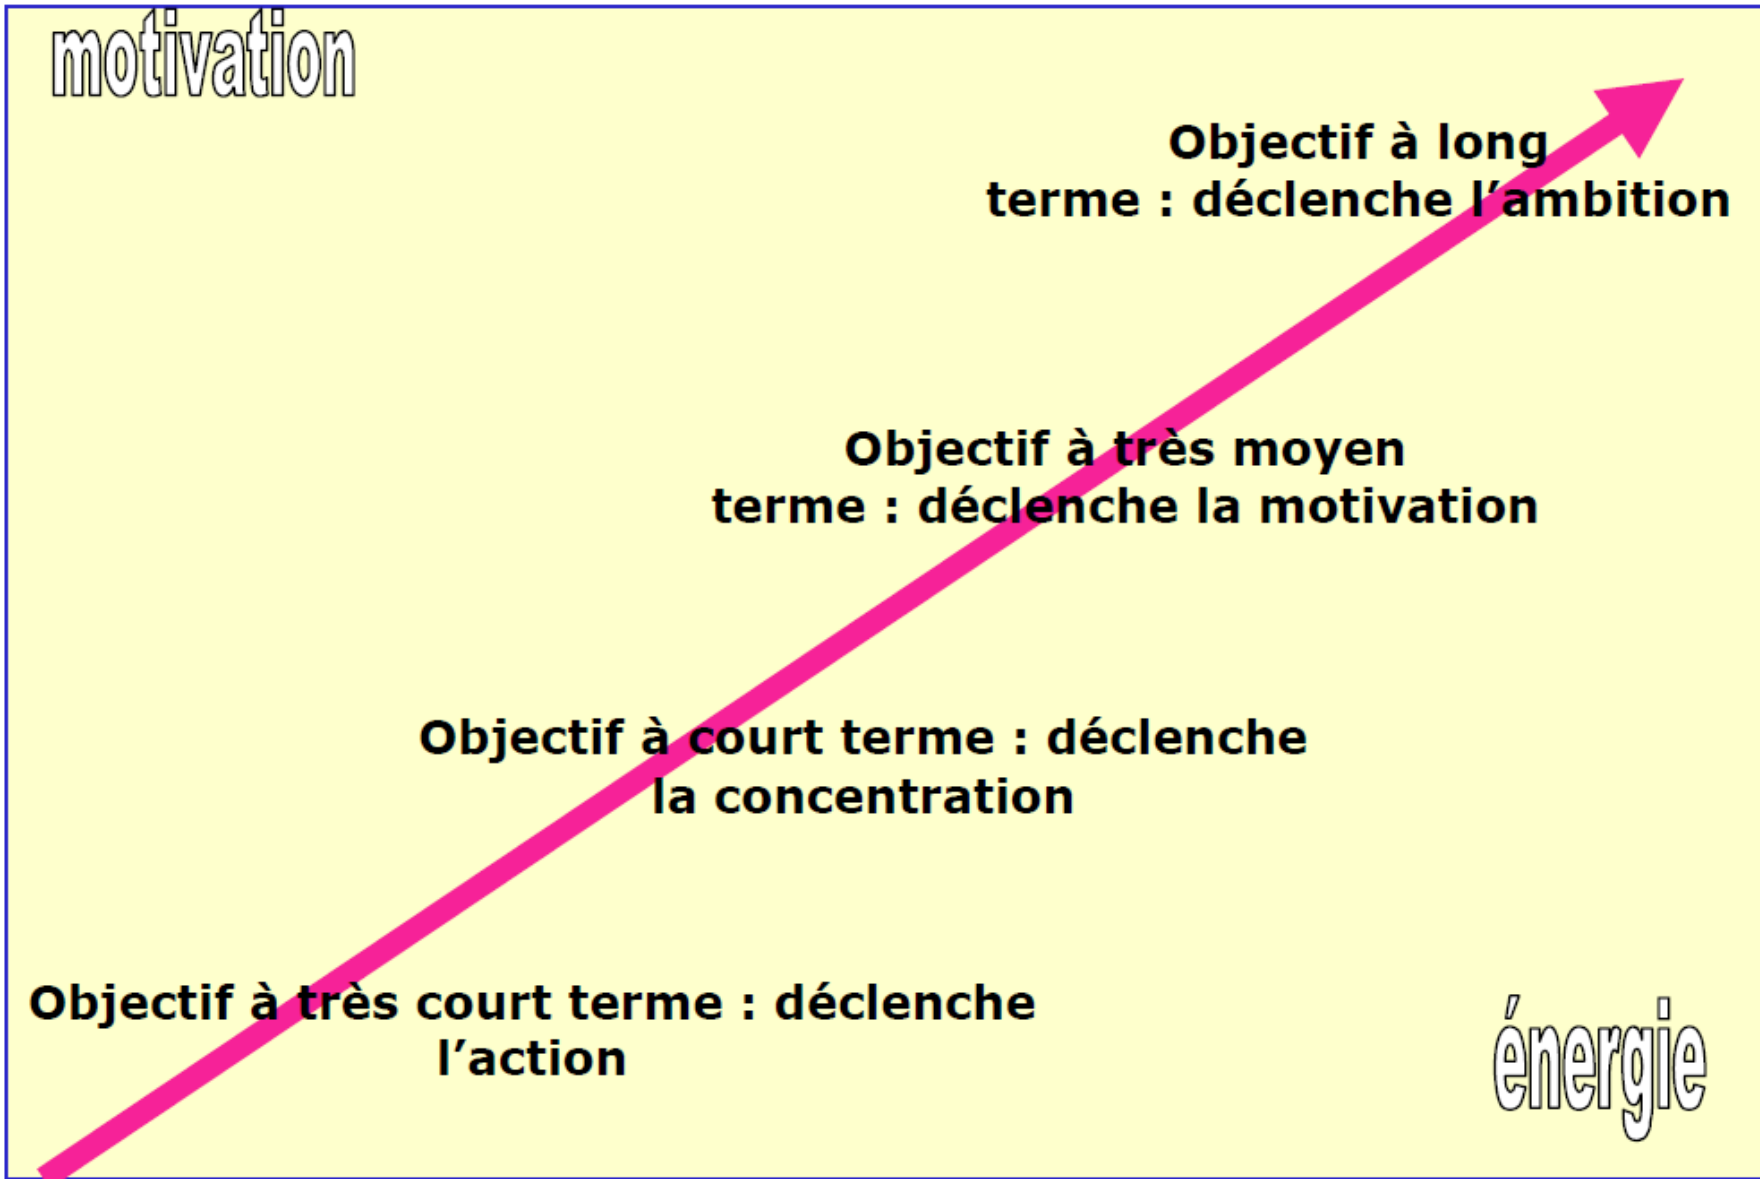 motivation
Objectif à long
terme : déclenche l’ambition
Objectif à très moyen
terme : déclenche la motivation
Objectif à court terme : déclenche
la concentration
Objectif à très court terme : déclenche
l’action
énergie